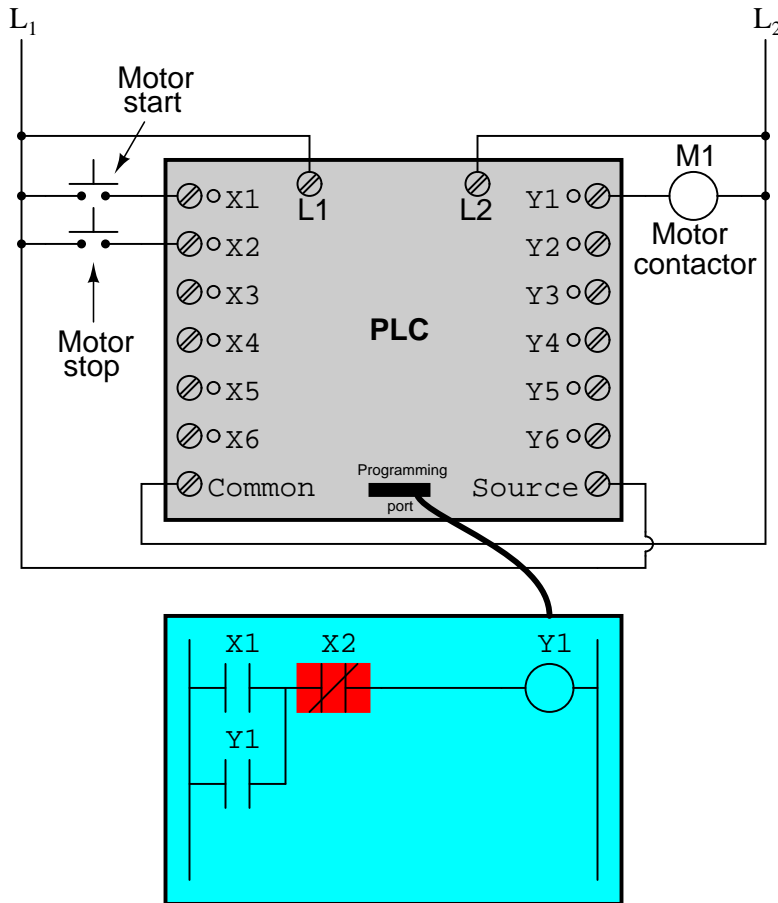 L1 L2
Motor
start
M1
X1 L1 L2 Y1
Motor
contactor
X2 Y2
X3 Y3
Motor
stop
X4 PLC Y4
X5 Y5
X6 Y6
Programming
port
Common Source
X1 X2 Y1
Y1